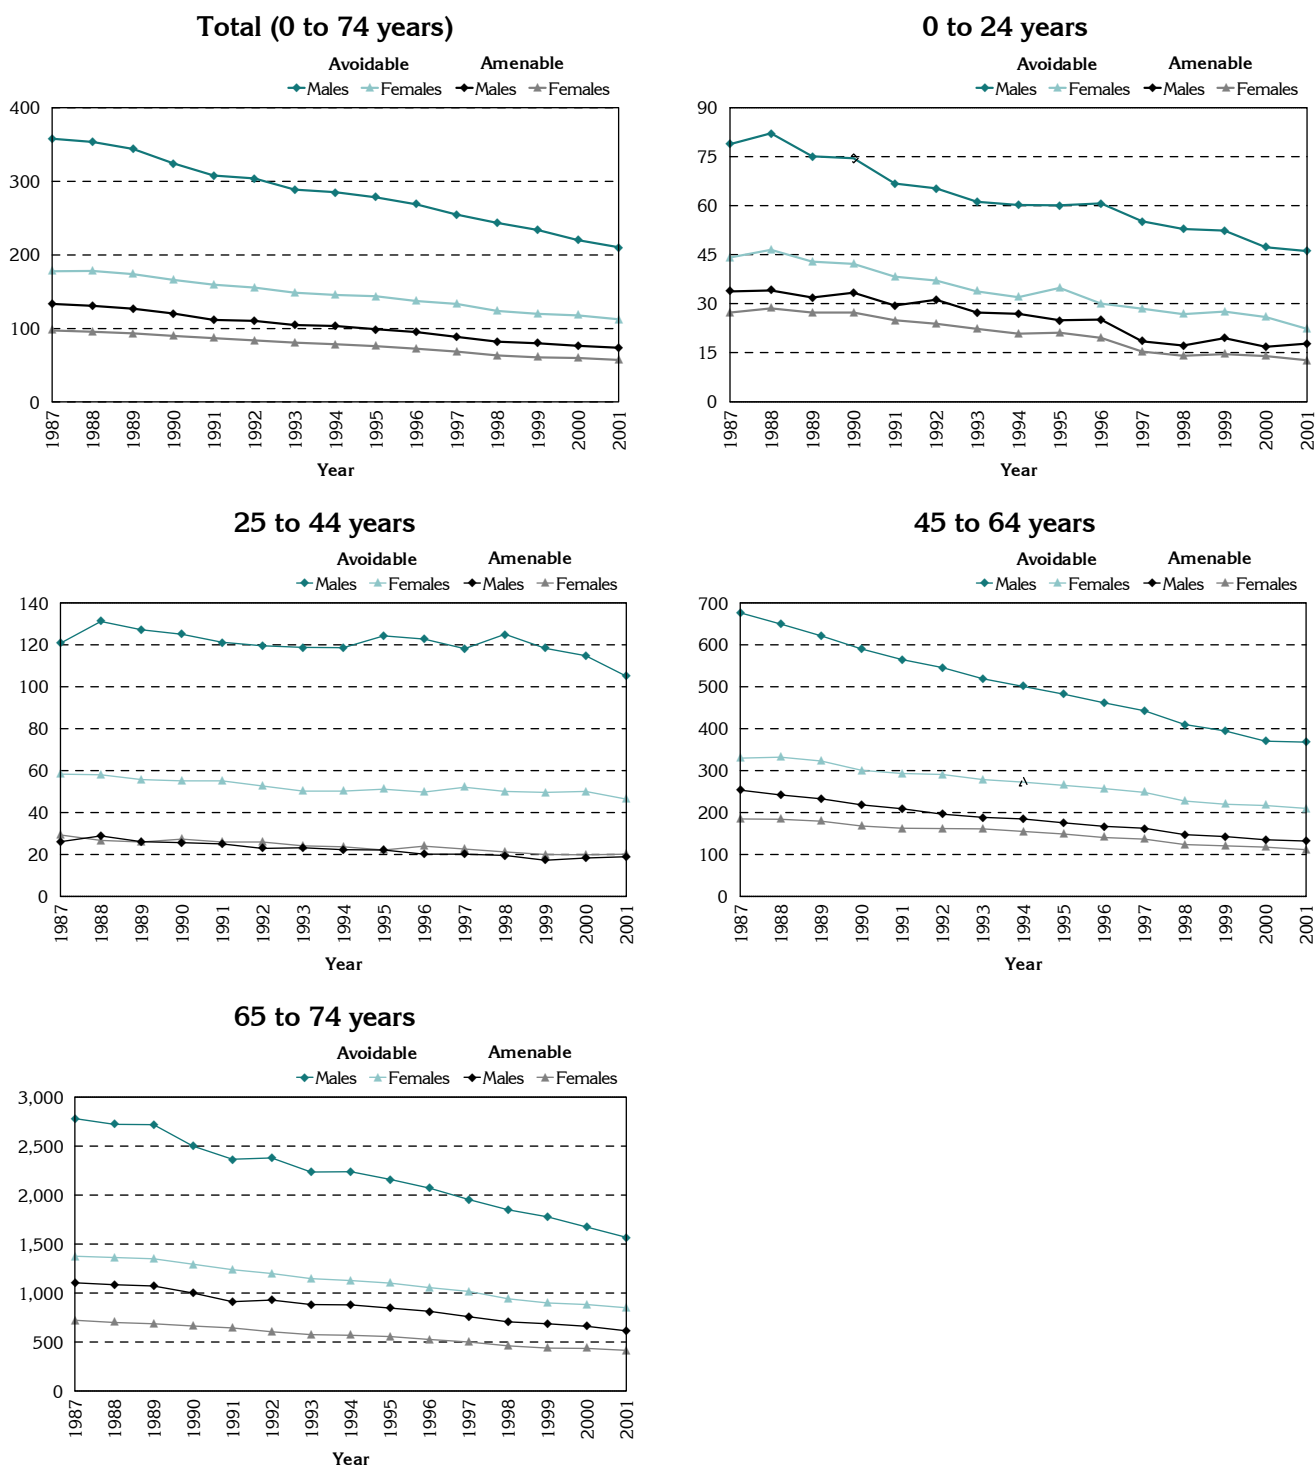 Total (0 to 74 years)
Avoidable Amenable
Males Females Males Females
400
300
200
100
0
1987 1988 1989 1990 1991 1992 1993 1994 1995 1996 1997 1998 1999 2000 2001
Year
0 to 24 years
Avoidable Amenable
Males Females Males Females
90
75
60
45
30
15
0
1987 1988 1989 1990 1991 1992 1993 1994 1995 1996 1997 1998 1999 2000 2001
Year
25 to 44 years
Avoidable Amenable
Males Females Males Females
140
120
100
80
60
40
20
0
1987 1988 1989 1990 1991 1992 1993 1994 1995 1996 1997 1998 1999 2000 2001
Year
45 to 64 years
Avoidable Amenable
Males Females Males Females
700
600
500
400
300
200
100
0
1987 1988 1989 1990 1991 1992 1993 1994 1995 1996 1997 1998 1999 2000 2001
Year
65 to 74 years
Avoidable Amenable
Males Females Males Females
3,000
2,500
2,000
1,500
1,000
500
0
1987 1988 1989 1990 1991 1992 1993 1994 1995 1996 1997 1998 1999 2000 2001
Year